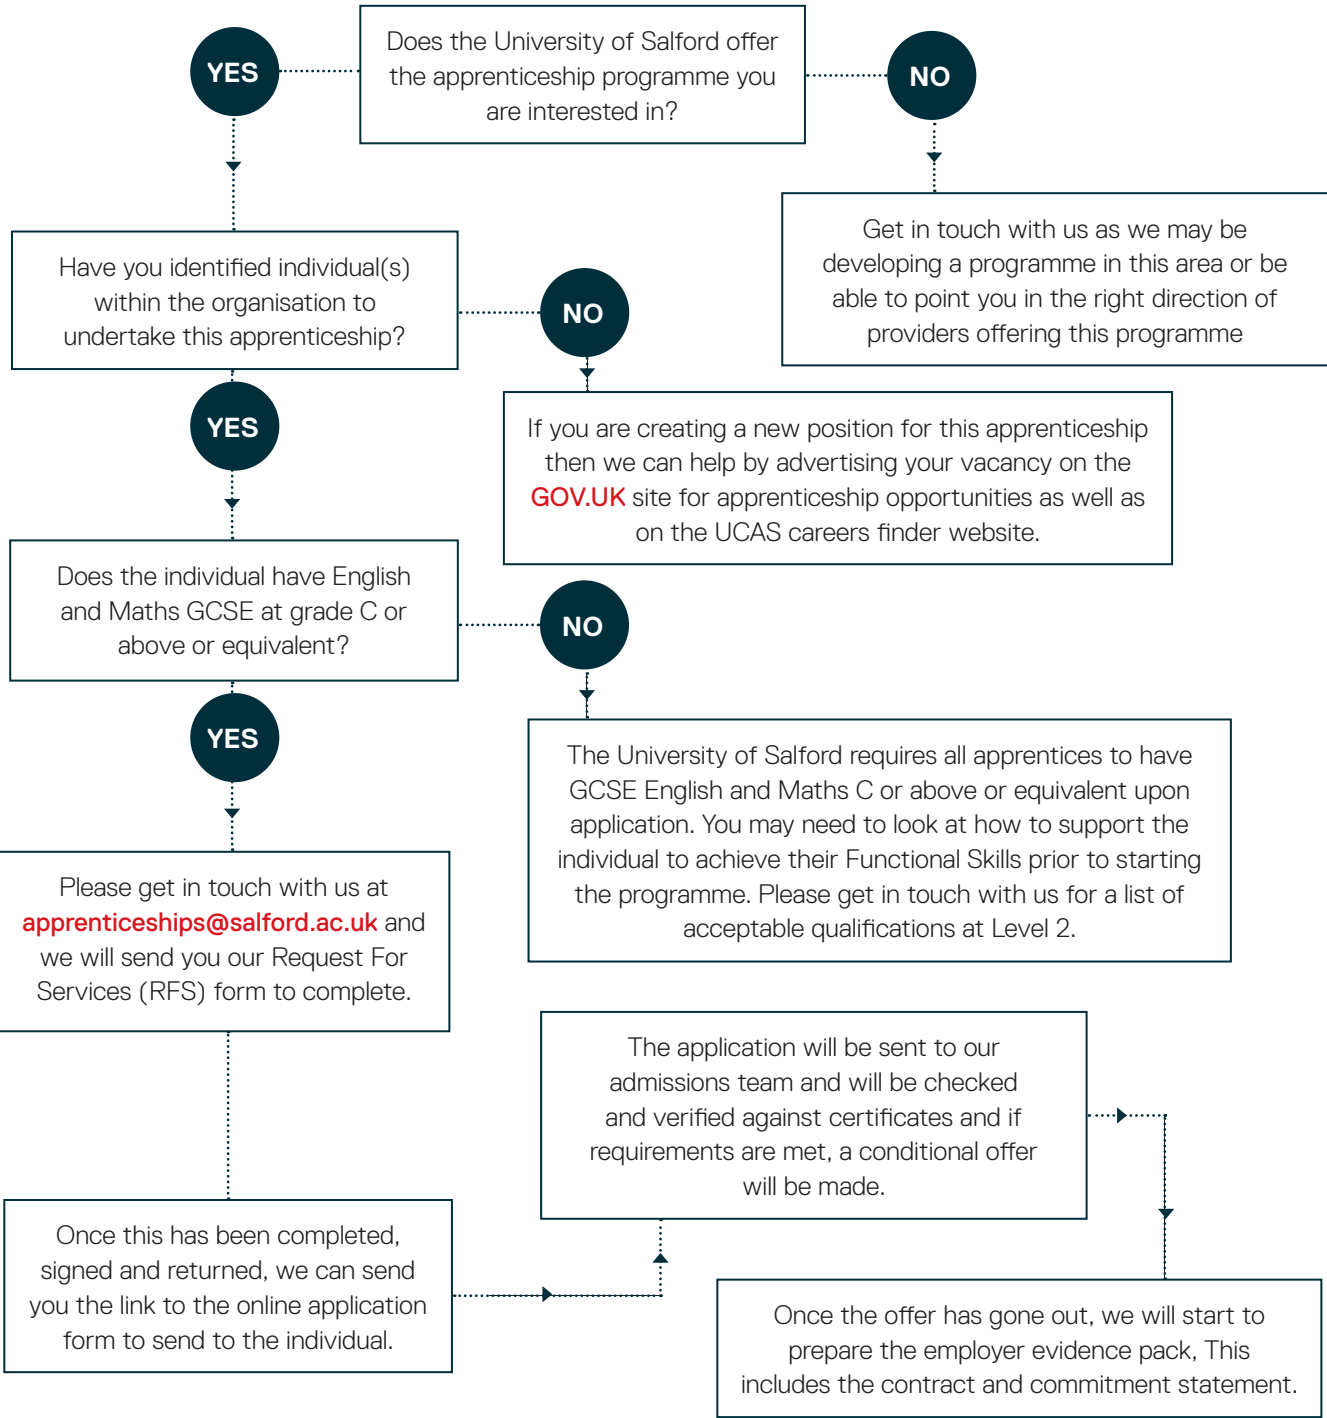 Does the University of Salford offer
the apprenticeship programme you
are interested in?
YES
NO
Get in touch with us as we may be
developing a programme in this area or be
able to point you in the right direction of
providers offering this programme
Have you identified individual(s)
within the organisation to
undertake this apprenticeship?
NO
If you are creating a new position for this apprenticeship
then we can help by advertising your vacancy on the
GOV.UK site for apprenticeship opportunities as well as
on the UCAS careers finder website.
YES
Does the individual have English
and Maths GCSE at grade C or
above or equivalent?
NO
The University of Salford requires all apprentices to have
GCSE English and Maths C or above or equivalent upon
application. You may need to look at how to support the
individual to achieve their Functional Skills prior to starting
the programme. Please get in touch with us for a list of
acceptable qualifications at Level 2.
YES
Please get in touch with us at
apprenticeships@salford.ac.uk and
we will send you our Request For
Services (RFS) form to complete.
Once this has been completed,
signed and returned, we can send
you the link to the online application
form to send to the individual.
The application will be sent to our
admissions team and will be checked
and verified against certificates and if
requirements are met, a conditional offer
will be made.
Once the offer has gone out, we will start to
prepare the employer evidence pack, This
includes the contract and commitment statement.